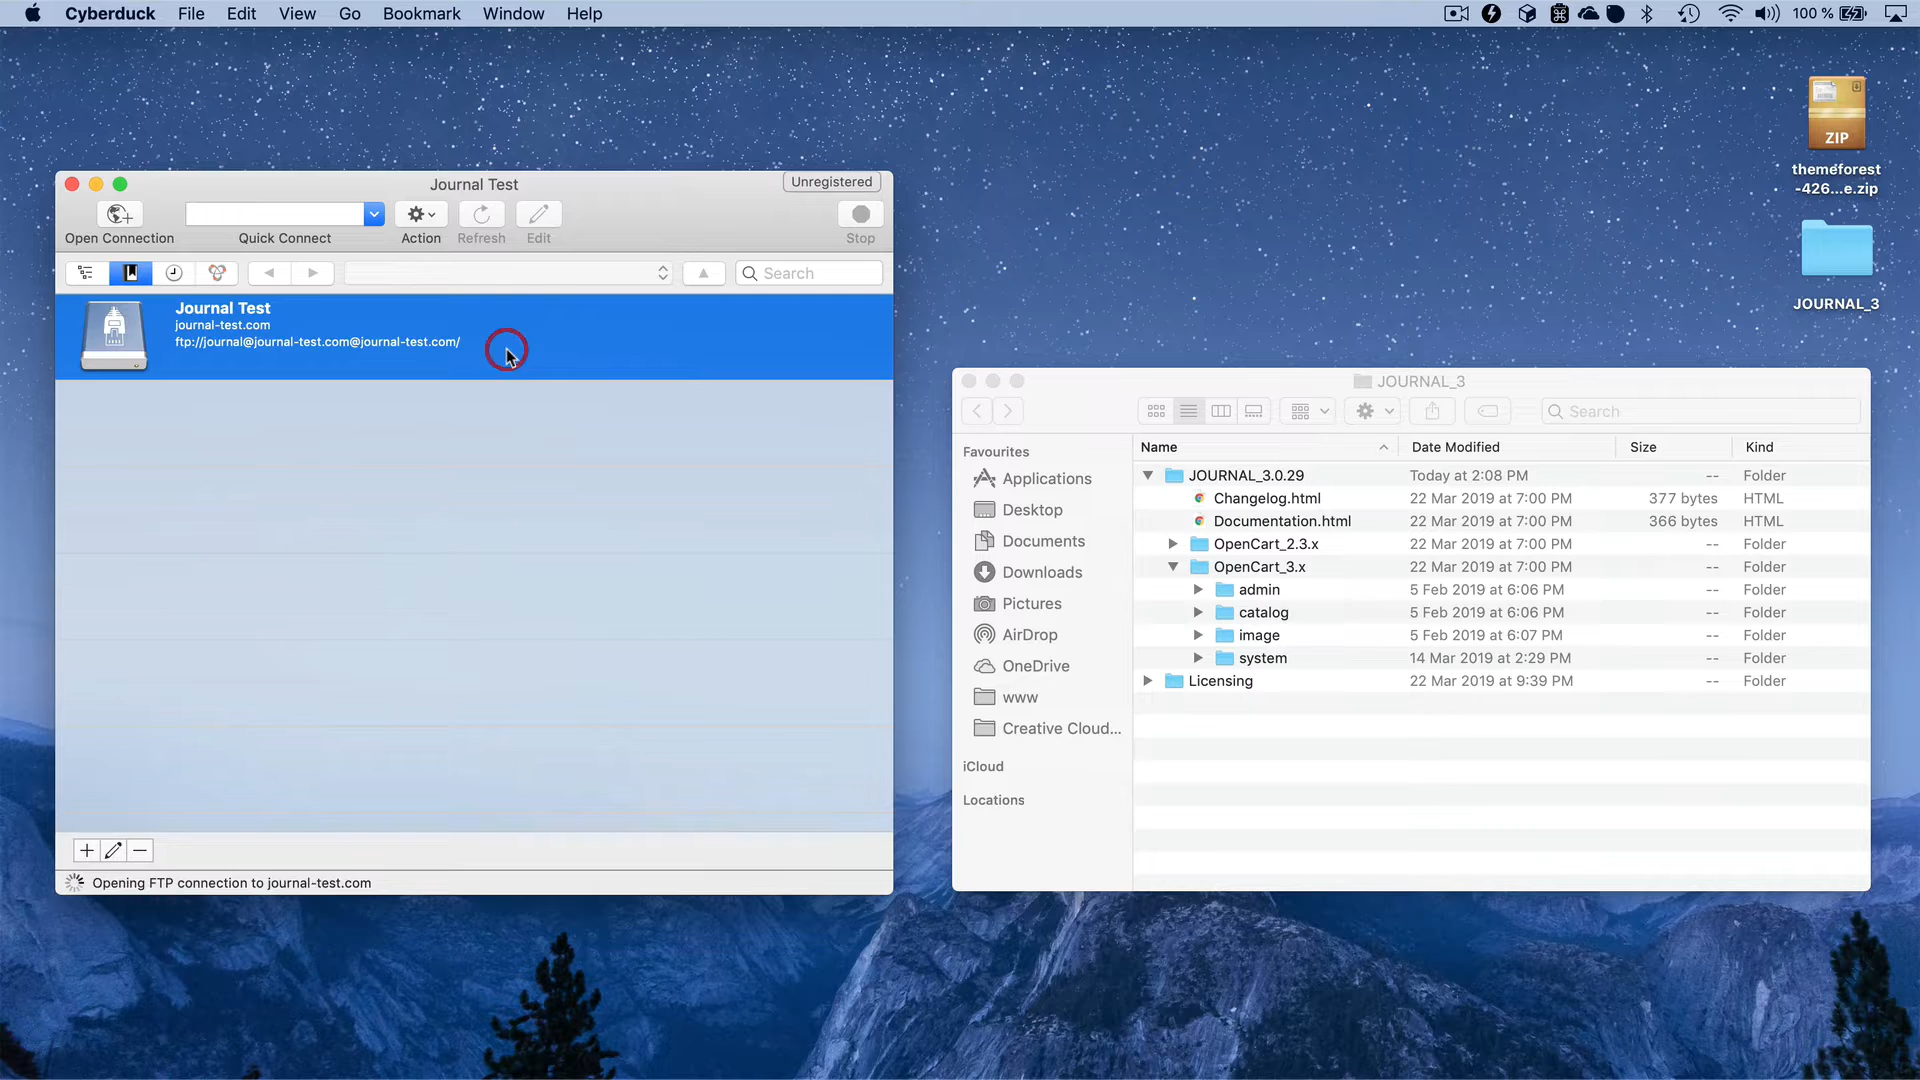 Cyberduck File Edit View Go Bookmark Window Help 100 %
ZIP
themeforest
-426...e.zip
JOURNAL_3
Journal Test
Unregistered
Open Connection
Quick Connect
Action
Refresh
Edit
Stop
Search
Journal Test
journal-test.com
ftp://journal@journal-test.com@journal-test.com/
Opening FTP connection to journal-test.com
JOURNAL_3
Search
Favourites
Applications
Desktop
Documents
Downloads
Pictures
AirDrop
OneDrive
www
Creative Cloud...
iCloud
Locations
Name Date Modified Size Kind
JOURNAL_3.0.29 Today at 2:08 PM -- Folder
Changelog.html 22 Mar 2019 at 7:00 PM 377 bytes HTML
Documentation.html 22 Mar 2019 at 7:00 PM 366 bytes HTML
OpenCart_2.3.x 22 Mar 2019 at 7:00 PM -- Folder
OpenCart_3.x 22 Mar 2019 at 7:00 PM -- Folder
admin 5 Feb 2019 at 6:06 PM -- Folder
catalog 5 Feb 2019 at 6:06 PM -- Folder
image 5 Feb 2019 at 6:07 PM -- Folder
system 14 Mar 2019 at 2:29 PM -- Folder
Licensing 22 Mar 2019 at 9:39 PM -- Folder